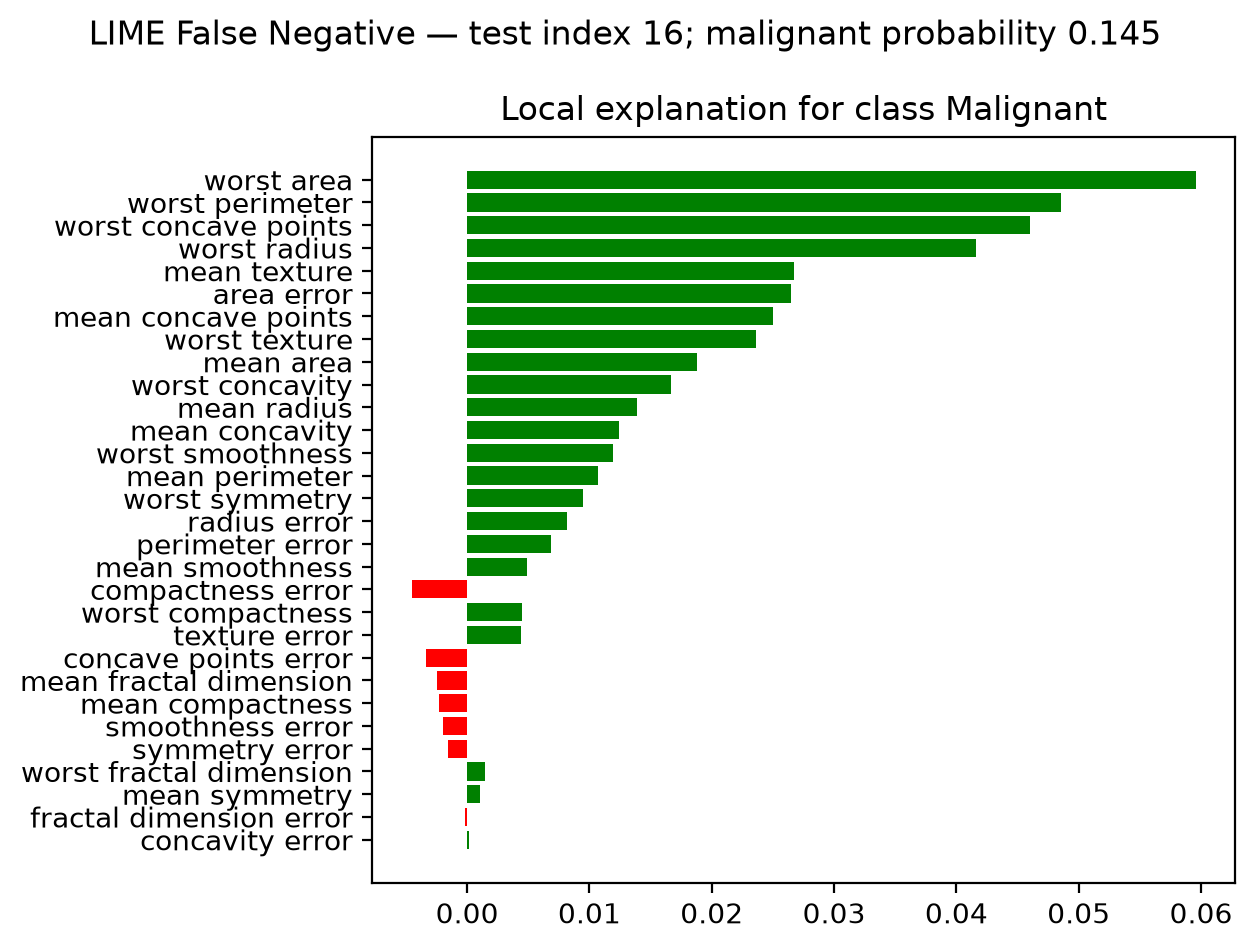 LIME False Negative — test index 16; malignant probability 0.145
Local explanation for class Malignant
worst area
worst perimeter
worst concave points
worst radius
mean texture
area error
mean concave points
worst texture
mean area
worst concavity
mean radius
mean concavity
worst smoothness
mean perimeter
worst symmetry
radius error
perimeter error
mean smoothness
compactness error
worst compactness
texture error
concave points error
mean fractal dimension
mean compactness
smoothness error
symmetry error
worst fractal dimension
mean symmetry
fractal dimension error
concavity error
0.00 0.01 0.02 0.03 0.04 0.05 0.06